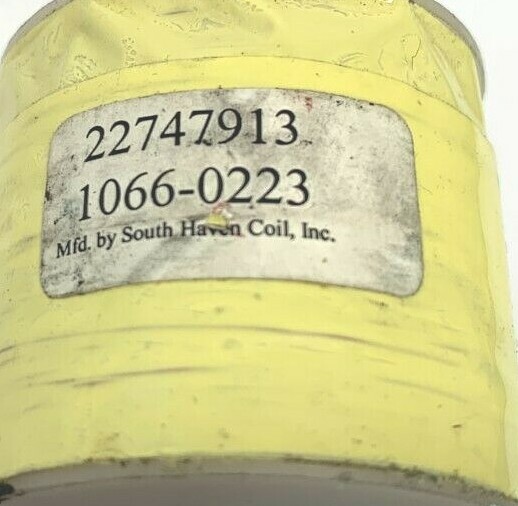 22747913
1066-0223
Mfd. by South Haven Coil, Inc.